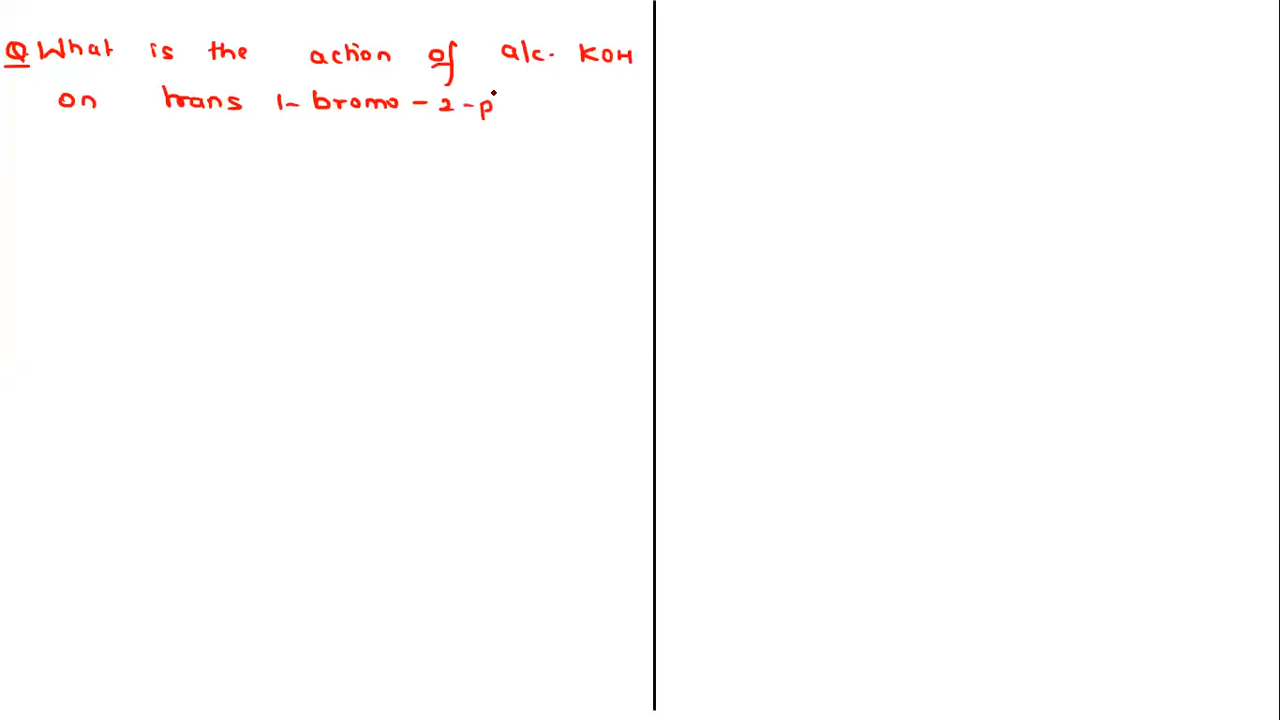 Q What is the action of alc. KOH
on trans 1-bromo-2-p